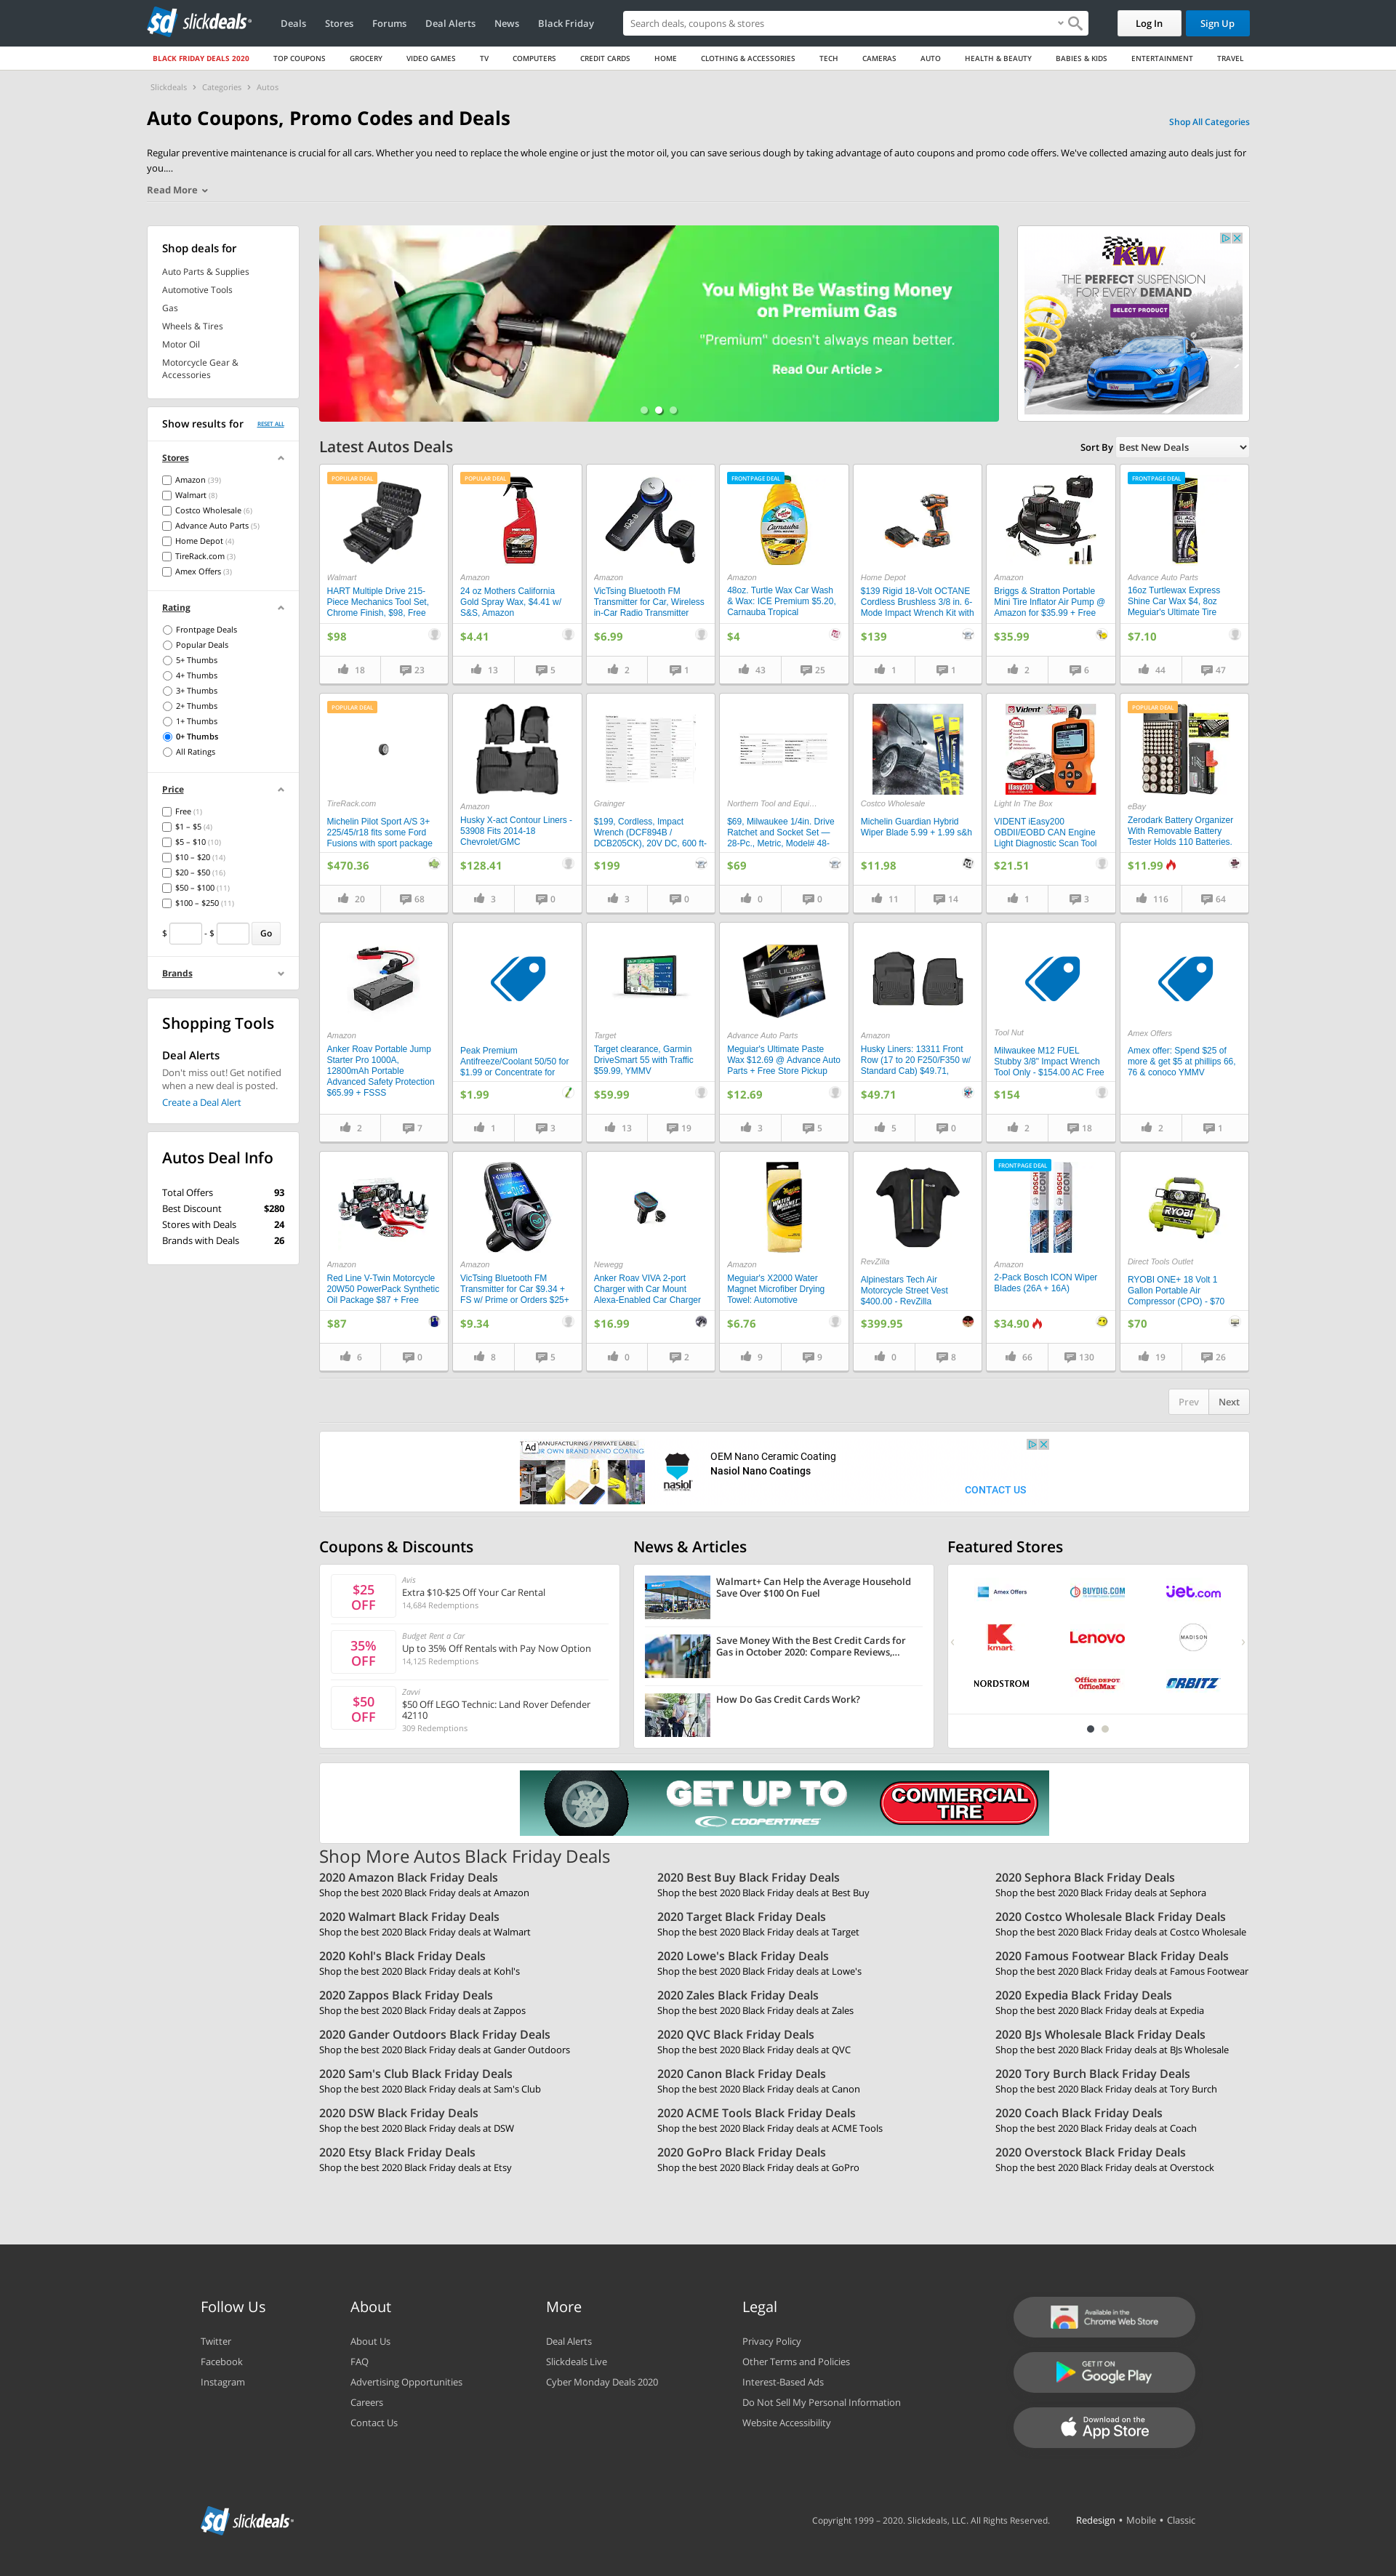 slickdeals
Deals
Stores
Forums
Deal Alerts
News
Black Friday
Search deals, coupons & stores
Log In
Sign Up
BLACK FRIDAY DEALS 2020
TOP COUPONS
GROCERY
VIDEO GAMES
TV
COMPUTERS
CREDIT CARDS
HOME
CLOTHING & ACCESSORIES
TECH
CAMERAS
AUTO
HEALTH & BEAUTY
BABIES & KIDS
ENTERTAINMENT
TRAVEL
Slickdeals > Categories > Autos
Auto Coupons, Promo Codes and Deals
Shop All Categories
Regular preventive maintenance is crucial for all cars. Whether you need to replace the whole engine or just the motor oil, you can save serious dough by taking advantage of auto coupons and promo code offers. We've collected amazing auto deals just for
you....
Read More
Shop deals for
Auto Parts & Supplies
Automotive Tools
Gas
Wheels & Tires
Motor Oil
Motorcycle Gear &
Accessories
Show results for
RESET ALL
Stores
Amazon (39)
Walmart (8)
Costco Wholesale (6)
Advance Auto Parts (5)
Home Depot (4)
TireRack.com (3)
Amex Offers (3)
Rating
Frontpage Deals
Popular Deals
5+ Thumbs
4+ Thumbs
3+ Thumbs
2+ Thumbs
1+ Thumbs
0+ Thumbs
All Ratings
Price
Free (1)
$1 – $5 (4)
$5 – $10 (10)
$10 – $20 (14)
$20 – $50 (16)
$50 – $100 (11)
$100 – $250 (11)
$ - $ Go
Brands
Shopping Tools
Deal Alerts
Don't miss out! Get notified
when a new deal is posted.
Create a Deal Alert
Autos Deal Info
Total Offers 93
Best Discount $280
Stores with Deals 24
Brands with Deals 26
You Might Be Wasting Money
on Premium Gas
"Premium" doesn't always mean better.
Read Our Article >
KW
THE PERFECT SUSPENSION
FOR EVERY DEMAND
SELECT PRODUCT
Latest Autos Deals
Sort By Best New Deals
POPULAR DEAL
Walmart
HART Multiple Drive 215-
Piece Mechanics Tool Set,
Chrome Finish, $98, Free
$98
18
23
POPULAR DEAL
Amazon
24 oz Mothers California
Gold Spray Wax, $4.41 w/
S&S, Amazon
$4.41
13
5
Amazon
VicTsing Bluetooth FM
Transmitter for Car, Wireless
in-Car Radio Transmitter
$6.99
2
1
FRONTPAGE DEAL
Amazon
48oz. Turtle Wax Car Wash
& Wax: ICE Premium $5.20,
Carnauba Tropical
$4
43
25
Home Depot
$139 Rigid 18-Volt OCTANE
Cordless Brushless 3/8 in. 6-
Mode Impact Wrench Kit with
$139
1
1
Amazon
Briggs & Stratton Portable
Mini Tire Inflator Air Pump @
Amazon for $35.99 + Free
$35.99
2
6
FRONTPAGE DEAL
Advance Auto Parts
16oz Turtlewax Express
Shine Car Wax $4, 8oz
Meguiar's Ultimate Tire
$7.10
44
47
POPULAR DEAL
TireRack.com
Michelin Pilot Sport A/S 3+
225/45/r18 fits some Ford
Fusions with sport package
$470.36
20
68
Amazon
Husky X-act Contour Liners -
53908 Fits 2014-18
Chevrolet/GMC
$128.41
3
0
Grainger
$199, Cordless, Impact
Wrench (DCF894B /
DCB205CK), 20V DC, 600 ft-
$199
3
0
Northern Tool and Equi...
$69, Milwaukee 1/4in. Drive
Ratchet and Socket Set —
28-Pc., Metric, Model# 48-
$69
0
0
Costco Wholesale
Michelin Guardian Hybrid
Wiper Blade 5.99 + 1.99 s&h
$11.98
11
14
Vident
iEasy200
Light In The Box
VIDENT iEasy200
OBDII/EOBD CAN Engine
Light Diagnostic Scan Tool
$21.51
1
3
POPULAR DEAL
eBay
Zerodark Battery Organizer
With Removable Battery
Tester Holds 110 Batteries.
$11.99
116
64
Amazon
Anker Roav Portable Jump
Starter Pro 1000A,
12800mAh Portable
Advanced Safety Protection
$65.99 + FSSS
2
7
Peak Premium
Antifreeze/Coolant 50/50 for
$1.99 or Concentrate for
$1.99
1
3
Target
Target clearance, Garmin
DriveSmart 55 with Traffic
$59.99, YMMV
$59.99
13
19
Advance Auto Parts
Meguiar's Ultimate Paste
Wax $12.69 @ Advance Auto
Parts + Free Store Pickup
$12.69
3
5
Amazon
Husky Liners: 13311 Front
Row (17 to 20 F250/F350 w/
Standard Cab) $49.71,
$49.71
5
0
Tool Nut
Milwaukee M12 FUEL
Stubby 3/8" Impact Wrench
Tool Only - $154.00 AC Free
$154
2
18
Amex Offers
Amex offer: Spend $25 of
more & get $5 at phillips 66,
76 & conoco YMMV
2
1
Amazon
Red Line V-Twin Motorcycle
20W50 PowerPack Synthetic
Oil Package $87 + Free
$87
6
0
Amazon
VicTsing Bluetooth FM
Transmitter for Car $9.34 +
FS w/ Prime or Orders $25+
$9.34
8
5
Newegg
Anker Roav VIVA 2-port
Charger with Car Mount
Alexa-Enabled Car Charger
$16.99
0
2
Amazon
Meguiar's X2000 Water
Magnet Microfiber Drying
Towel: Automotive
$6.76
9
9
RevZilla
Alpinestars Tech Air
Motorcycle Street Vest
$400.00 - RevZilla
$399.95
0
8
FRONTPAGE DEAL
Amazon
2-Pack Bosch ICON Wiper
Blades (26A + 16A)
$34.90
66
130
RYOBI
Direct Tools Outlet
RYOBI ONE+ 18 Volt 1
Gallon Portable Air
Compressor (CPO) - $70
$70
19
26
Prev
Next
Ad
MANUFACTURING / PRIVATE LABEL
OWN BRAND NANO COATING
nasiol
OEM Nano Ceramic Coating
Nasiol Nano Coatings
CONTACT US
Coupons & Discounts
$25
OFF
Avis
Extra $10-$25 Off Your Car Rental
14,684 Redemptions
35%
OFF
Budget Rent a Car
Up to 35% Off Rentals with Pay Now Option
14,125 Redemptions
$50
OFF
Zavvi
$50 Off LEGO Technic: Land Rover Defender
42110
309 Redemptions
News & Articles
Walmart+ Can Help the Average Household
Save Over $100 On Fuel
Save Money With the Best Credit Cards for
Gas in October 2020: Compare Reviews,...
How Do Gas Credit Cards Work?
Featured Stores
Amex Offers
BUYDIG.COM
jet.com
kmart
Lenovo
MADISON
NORDSTROM
Office DEPOT
OfficeMax
ORBITZ
GET UP TO
COOPERTIRES
COMMERCIAL
TIRE
Shop More Autos Black Friday Deals
2020 Amazon Black Friday Deals
Shop the best 2020 Black Friday deals at Amazon
2020 Best Buy Black Friday Deals
Shop the best 2020 Black Friday deals at Best Buy
2020 Sephora Black Friday Deals
Shop the best 2020 Black Friday deals at Sephora
2020 Walmart Black Friday Deals
Shop the best 2020 Black Friday deals at Walmart
2020 Target Black Friday Deals
Shop the best 2020 Black Friday deals at Target
2020 Costco Wholesale Black Friday Deals
Shop the best 2020 Black Friday deals at Costco Wholesale
2020 Kohl's Black Friday Deals
Shop the best 2020 Black Friday deals at Kohl's
2020 Lowe's Black Friday Deals
Shop the best 2020 Black Friday deals at Lowe's
2020 Famous Footwear Black Friday Deals
Shop the best 2020 Black Friday deals at Famous Footwear
2020 Zappos Black Friday Deals
Shop the best 2020 Black Friday deals at Zappos
2020 Zales Black Friday Deals
Shop the best 2020 Black Friday deals at Zales
2020 Expedia Black Friday Deals
Shop the best 2020 Black Friday deals at Expedia
2020 Gander Outdoors Black Friday Deals
Shop the best 2020 Black Friday deals at Gander Outdoors
2020 QVC Black Friday Deals
Shop the best 2020 Black Friday deals at QVC
2020 BJs Wholesale Black Friday Deals
Shop the best 2020 Black Friday deals at BJs Wholesale
2020 Sam's Club Black Friday Deals
Shop the best 2020 Black Friday deals at Sam's Club
2020 Canon Black Friday Deals
Shop the best 2020 Black Friday deals at Canon
2020 Tory Burch Black Friday Deals
Shop the best 2020 Black Friday deals at Tory Burch
2020 DSW Black Friday Deals
Shop the best 2020 Black Friday deals at DSW
2020 ACME Tools Black Friday Deals
Shop the best 2020 Black Friday deals at ACME Tools
2020 Coach Black Friday Deals
Shop the best 2020 Black Friday deals at Coach
2020 Etsy Black Friday Deals
Shop the best 2020 Black Friday deals at Etsy
2020 GoPro Black Friday Deals
Shop the best 2020 Black Friday deals at GoPro
2020 Overstock Black Friday Deals
Shop the best 2020 Black Friday deals at Overstock
Follow Us
Twitter
Facebook
Instagram
About
About Us
FAQ
Advertising Opportunities
Careers
Contact Us
More
Deal Alerts
Slickdeals Live
Cyber Monday Deals 2020
Legal
Privacy Policy
Other Terms and Policies
Interest-Based Ads
Do Not Sell My Personal Information
Website Accessibility
Available in the
Chrome Web Store
GET IT ON
Google Play
Download on the
App Store
slickdeals
Copyright 1999 – 2020. Slickdeals, LLC. All Rights Reserved.
Redesign • Mobile • Classic